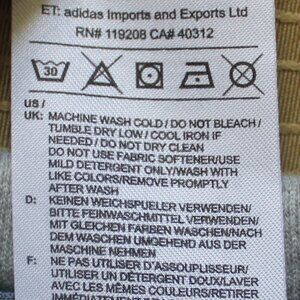 ET: adidas Imports and Exports Ltd
RN# 119208 CA# 40312
30
US /
UK: MACHINE WASH COLD / DO NOT BLEACH /
TUMBLE DRY LOW / COOL IRON IF
NEEDED / DO NOT DRY CLEAN
DO NOT USE FABRIC SOFTENER/USE
MILD DETERGENT ONLY/WASH WITH
LIKE COLORS/REMOVE PROMPTLY
AFTER WASH
D: KEINEN WEICHSPUELER VERWENDEN/
BITTE FEINWASCHMITTEL VERWENDEN/
MIT GLEICHEN FARBEN WASCHEN/NACH
DEM WASCHEN UMGEHEND AUS DER
MASCHINE NEHMEN
F: NE PAS UTILISER D'ASSOUPLISSEUR/
UTILISER UN DETERGENT DOUX/LAVER
AVEC LES MÊMES COULEURS/RETIRER
IMMÉDIATEMENT